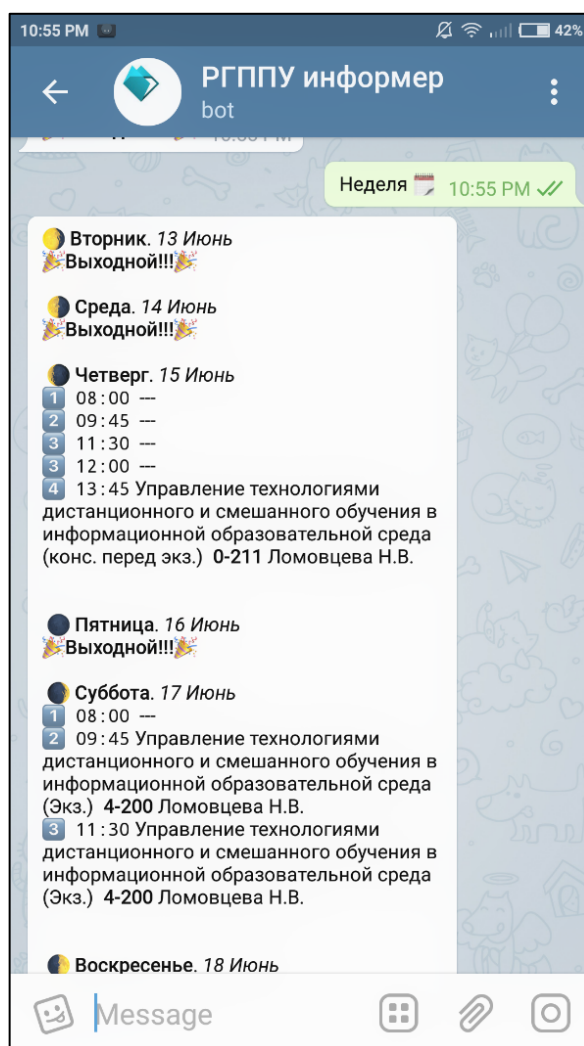 10:55 PM 42%
РГППУ информер
bot
Неделя 10:55 PM
Вторник. 13 Июнь
Выходной!!!
Среда. 14 Июнь
Выходной!!!
Четверг. 15 Июнь
1 08:00 ---
2 09:45 ---
3 11:30 ---
3 12:00 ---
4 13:45 Управление технологиями
дистанционного и смешанного обучения в
информационной образовательной среда
(конс. перед экз.) 0-211 Ломовцева Н.В.
Пятница. 16 Июнь
Выходной!!!
Суббота. 17 Июнь
1 08:00 ---
2 09:45 Управление технологиями
дистанционного и смешанного обучения в
информационной образовательной среда
(Экз.) 4-200 Ломовцева Н.В.
3 11:30 Управление технологиями
дистанционного и смешанного обучения в
информационной образовательной среда
(Экз.) 4-200 Ломовцева Н.В.
Воскресенье. 18 Июнь
Message